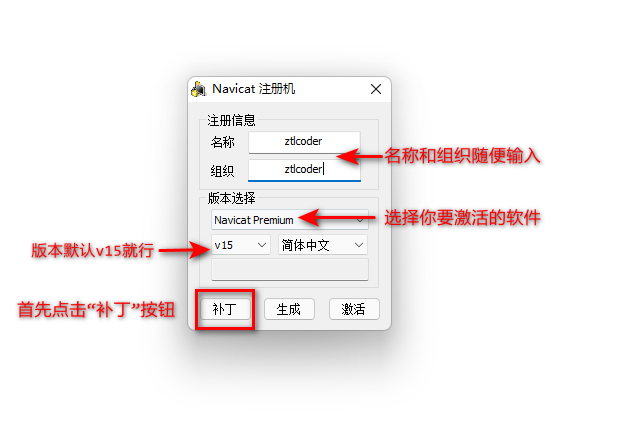 Navicat 注册机
注册信息
名称
ztlcoder
组织
ztlcoder
名称和组织随便输入
版本选择
Navicat Premium
选择你要激活的软件
版本默认v15就行
v15
简体中文
首先点击“补丁”按钮
补丁
生成
激活